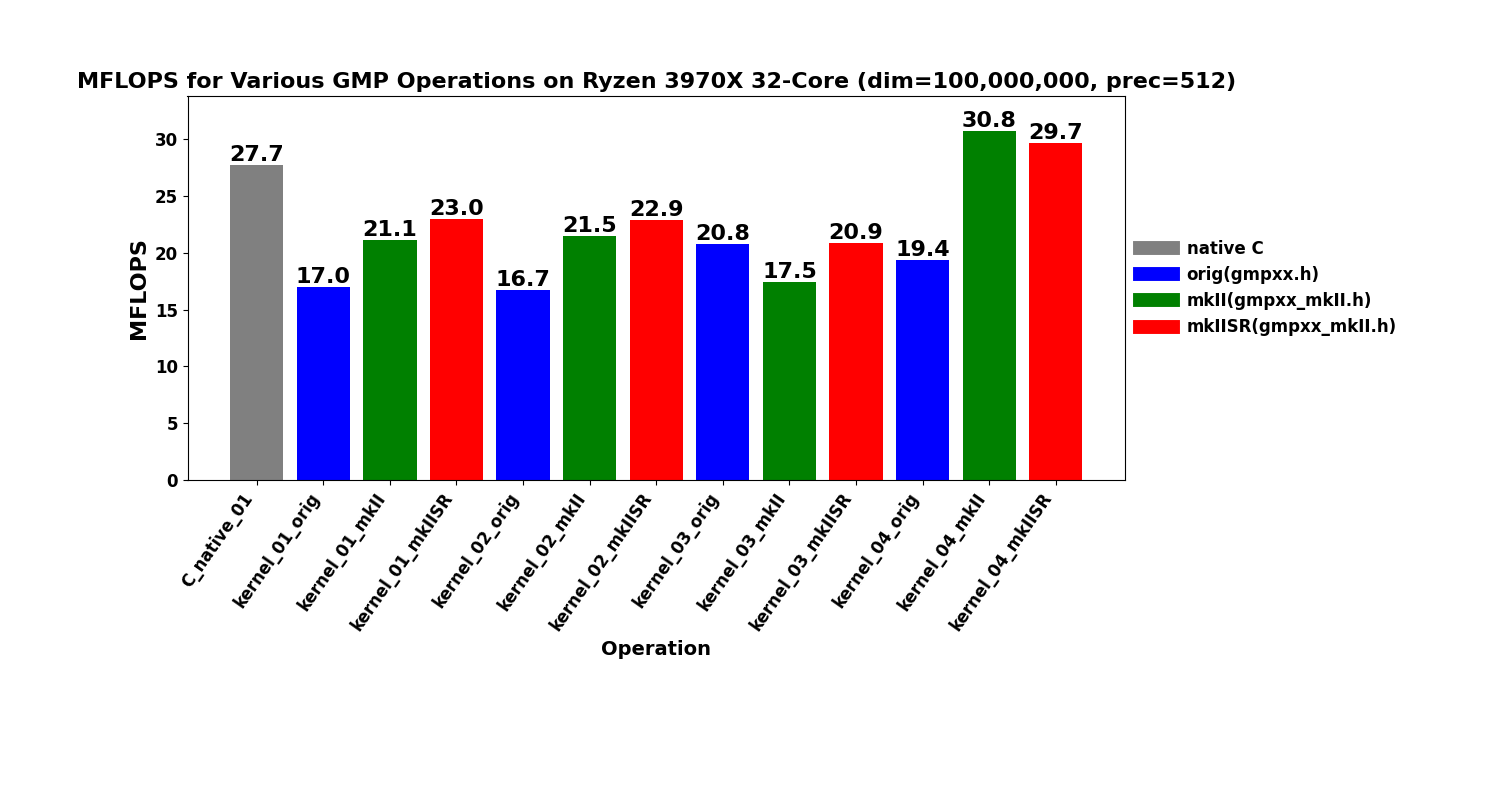 MFLOPS for Various GMP Operations on Ryzen 3970X 32-Core (dim=100,000,000, prec=512)
MFLOPS
30
25
20
15
10
5
0
27.7
17.0
21.1
23.0
16.7
21.5
22.9
20.8
17.5
20.9
19.4
30.8
29.7
C_native_01
kernel_01_orig
kernel_01_mkII
kernel_01_mkIISR
kernel_02_orig
kernel_02_mkII
kernel_02_mkIISR
kernel_03_orig
kernel_03_mkII
kernel_03_mkIISR
kernel_04_orig
kernel_04_mkII
kernel_04_mkIISR
Operation
native C
orig(gmpxx.h)
mkII(gmpxx_mkII.h)
mkIISR(gmpxx_mkII.h)